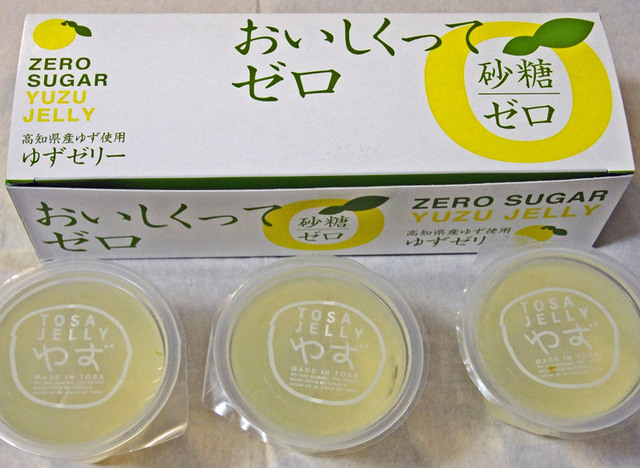 ZERO
SUGAR
YUZU
JELLY
高知県産ゆず使用
ゆずゼリー
おいしくって
ゼロ
砂糖
ゼロ
おいしくって
ゼロ
砂糖
ゼロ
ZERO SUGAR
YUZU JELLY
高知県産ゆず使用
ゆずゼリ
TOSA
JELLY
ゆず
MADE IN TOSA
TOSA
JELLY
ゆず
MADE IN TOSA
TOSA
JELLY
ゆず
MADE IN TOSA